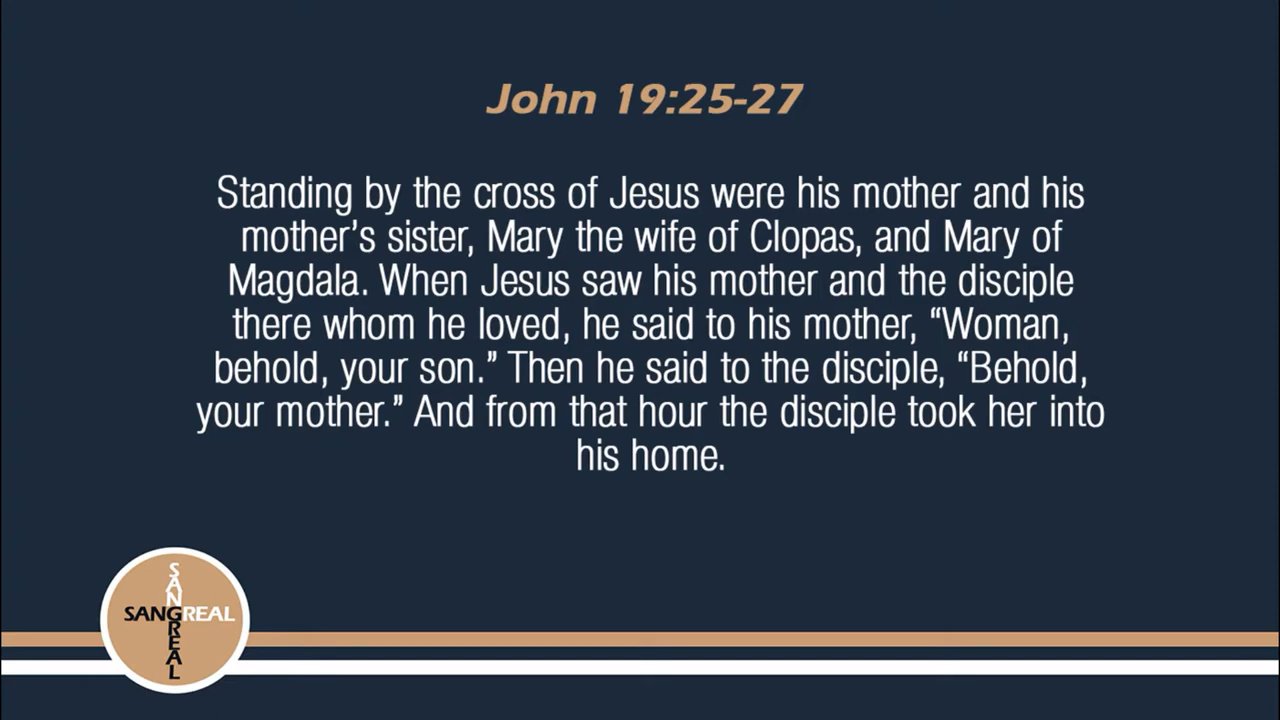 John 19:25-27
Standing by the cross of Jesus were his mother and his
mother’s sister, Mary the wife of Clopas, and Mary of
Magdala. When Jesus saw his mother and the disciple
there whom he loved, he said to his mother, “Woman,
behold, your son.” Then he said to the disciple, “Behold,
your mother.” And from that hour the disciple took her into
his home.
SANGREAL
SANGREAL